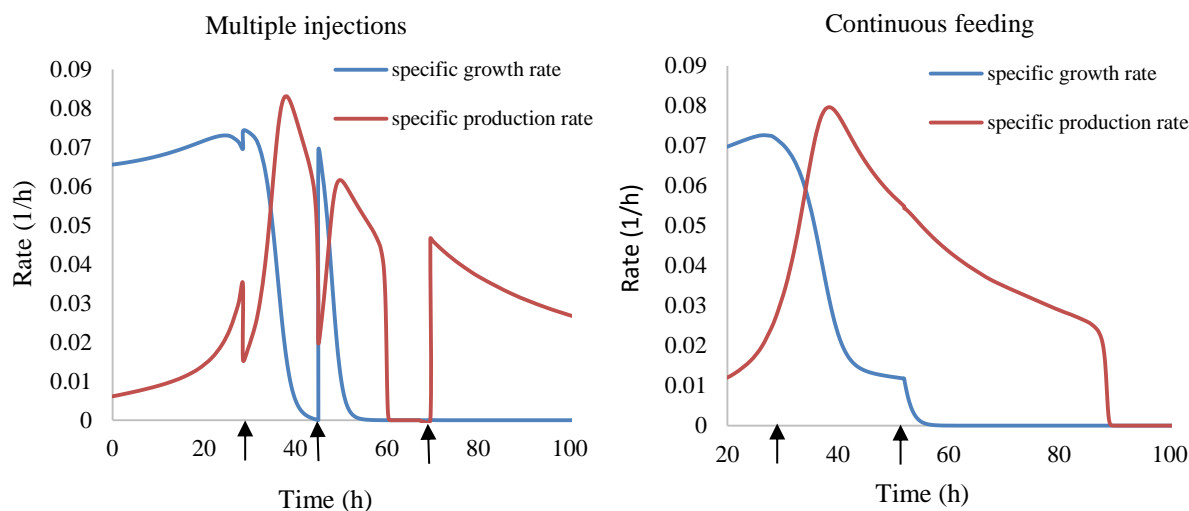 Multiple injections
specific growth rate
specific production rate
Rate (1/h)
0.09
0.08
0.07
0.06
0.05
0.04
0.03
0.02
0.01
0
0 20 40 60 80 100
Time (h)
Continuous feeding
specific growth rate
specific production rate
Rate (1/h)
0.09
0.08
0.07
0.06
0.05
0.04
0.03
0.02
0.01
0
20 40 60 80 100
Time (h)